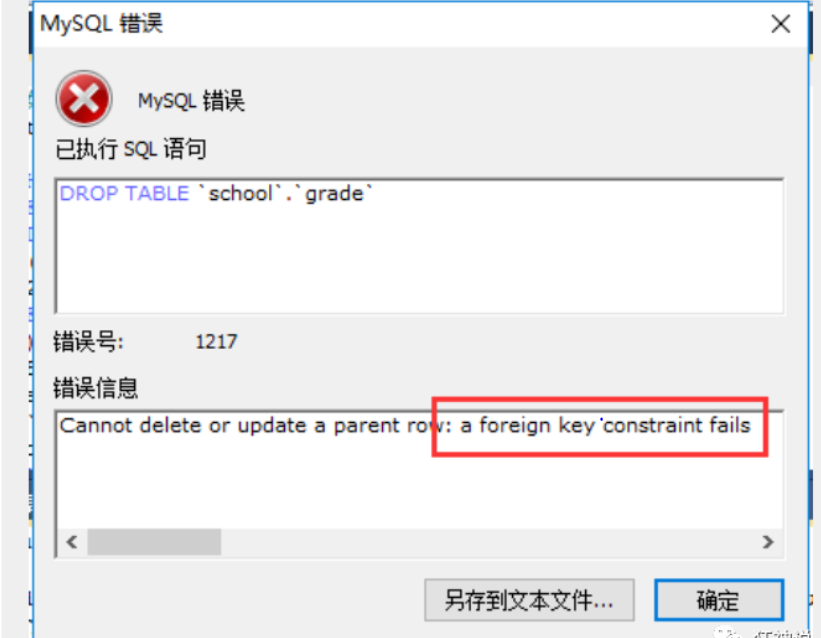 MySQL 错误
MySQL 错误
已执行 SQL 语句
DROP TABLE `school`.`grade`
错误号: 1217
错误信息
Cannot delete or update a parent row: a foreign key constraint fails
另存到文本文件... 确定